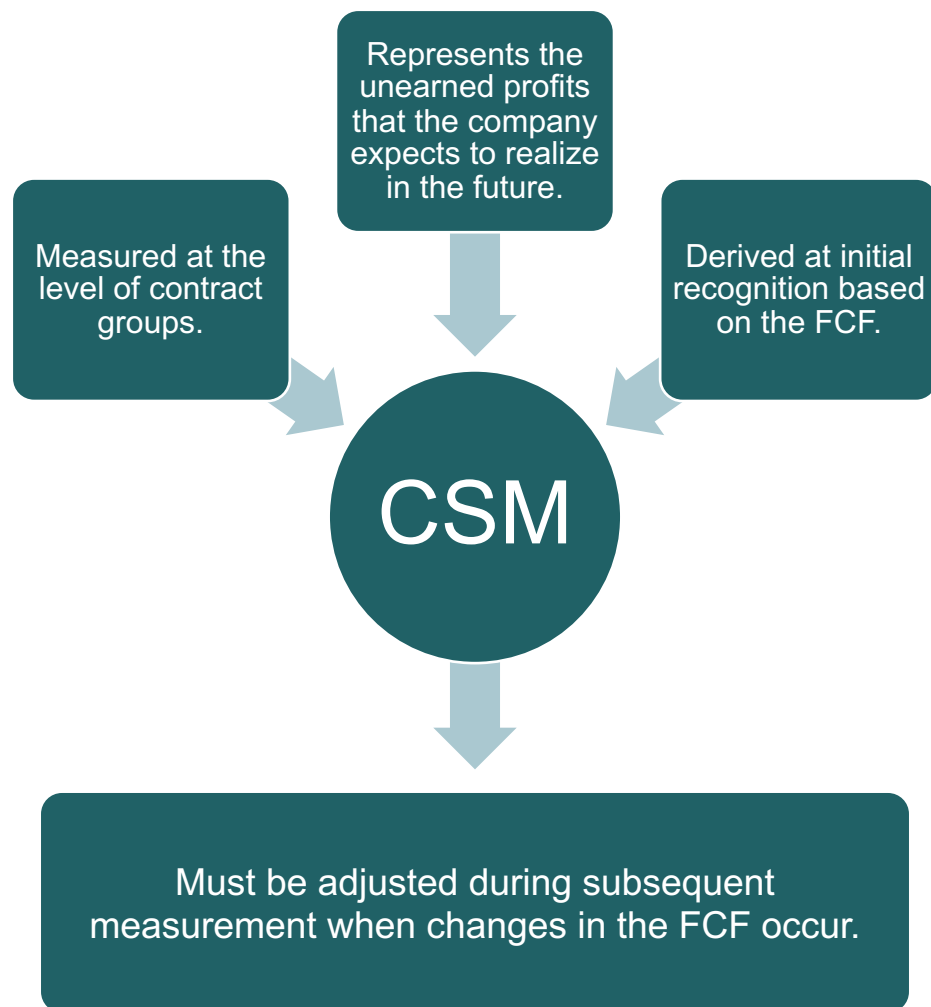 Represents the
unearned profits
that the company
expects to realize
in the future.
Measured at the
level of contract
groups.
Derived at initial
recognition based
on the FCF.
CSM
Must be adjusted during subsequent
measurement when changes in the FCF occur.